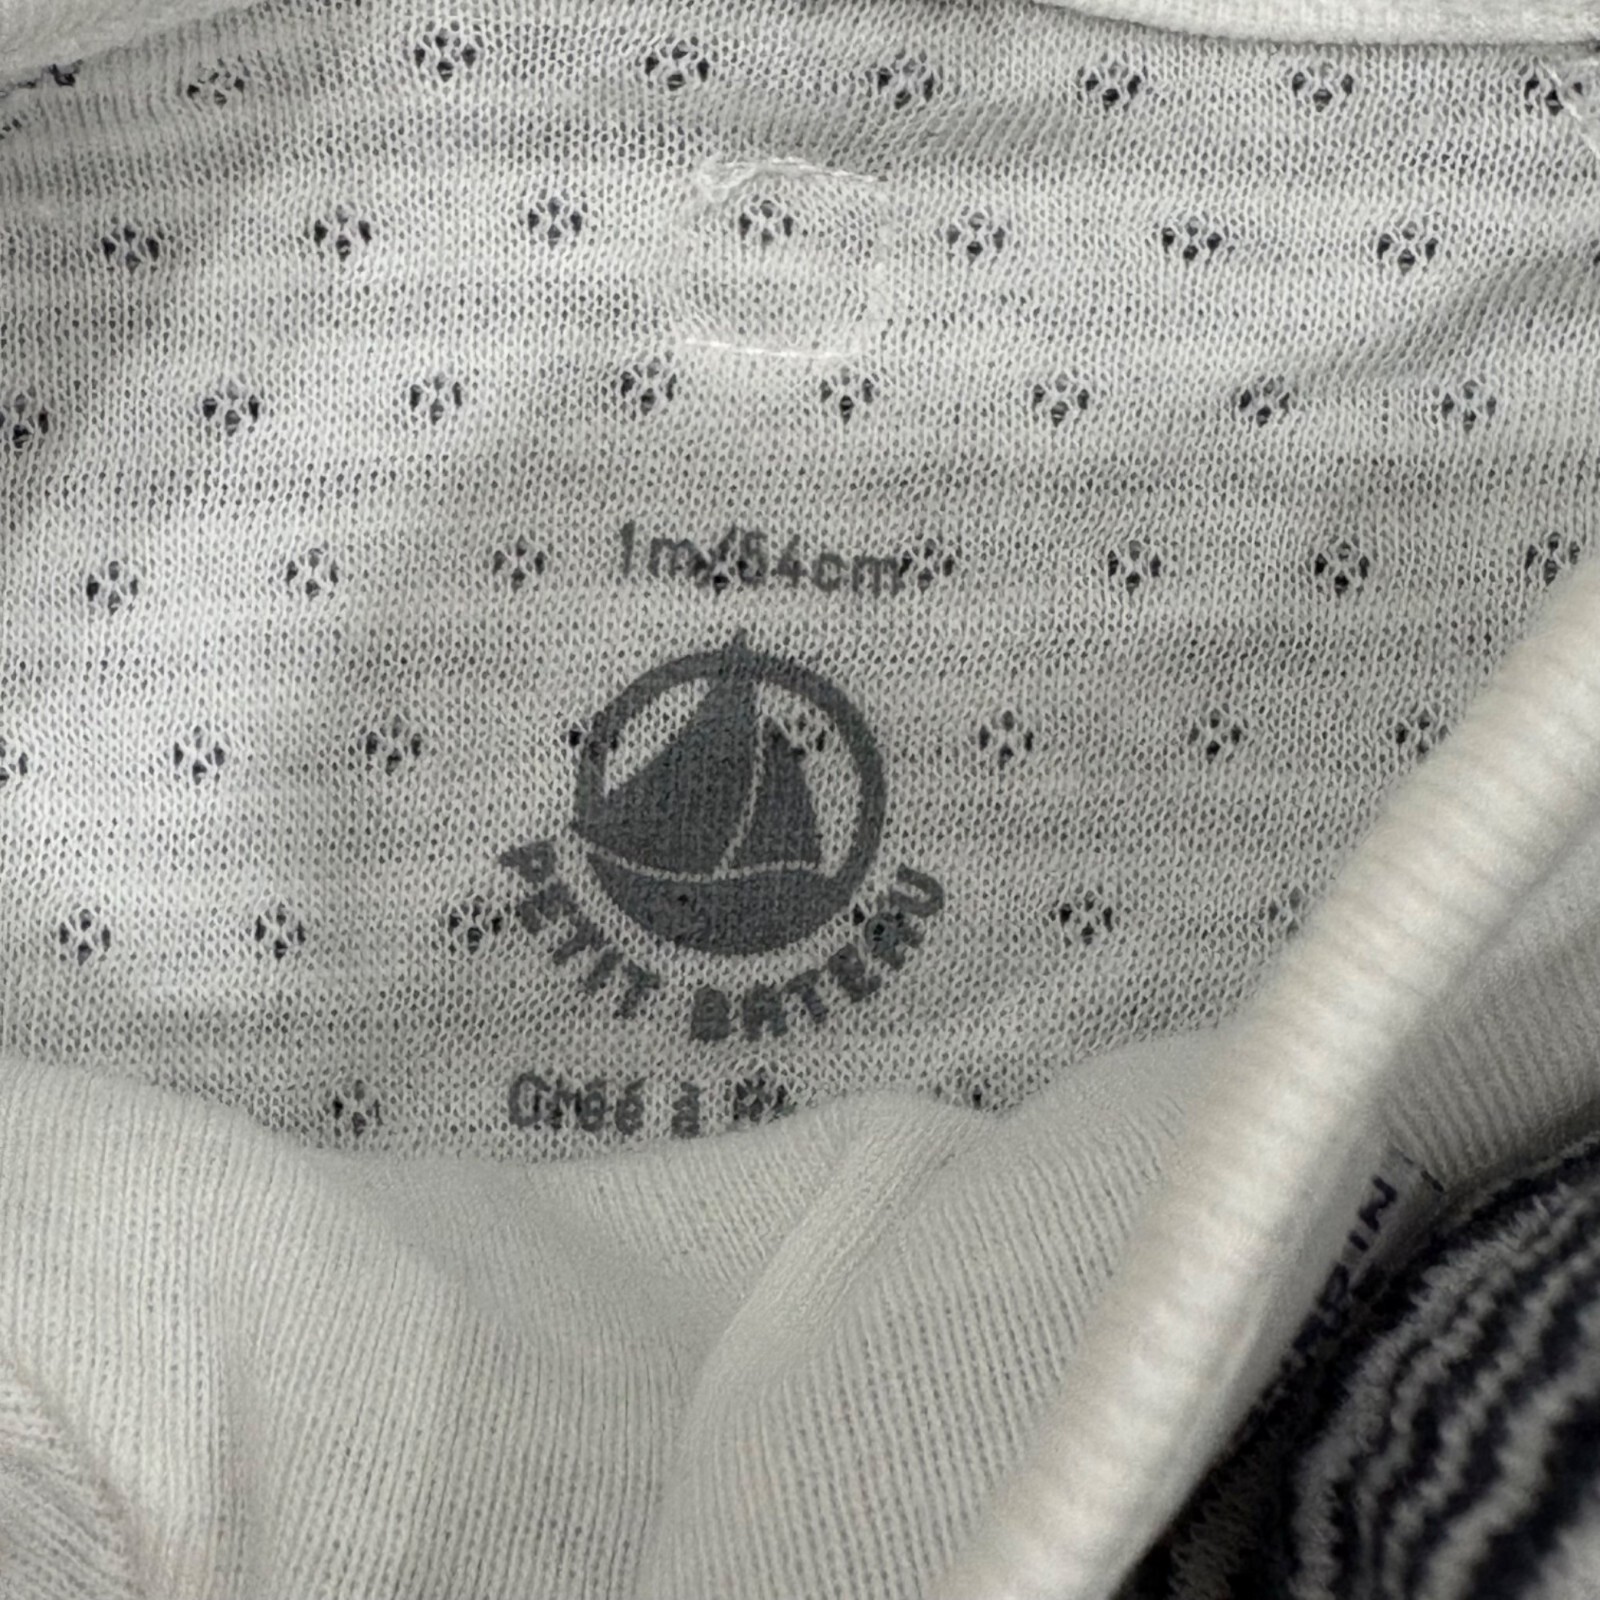 1m/54cm
PETIT BATEAU
Créé à